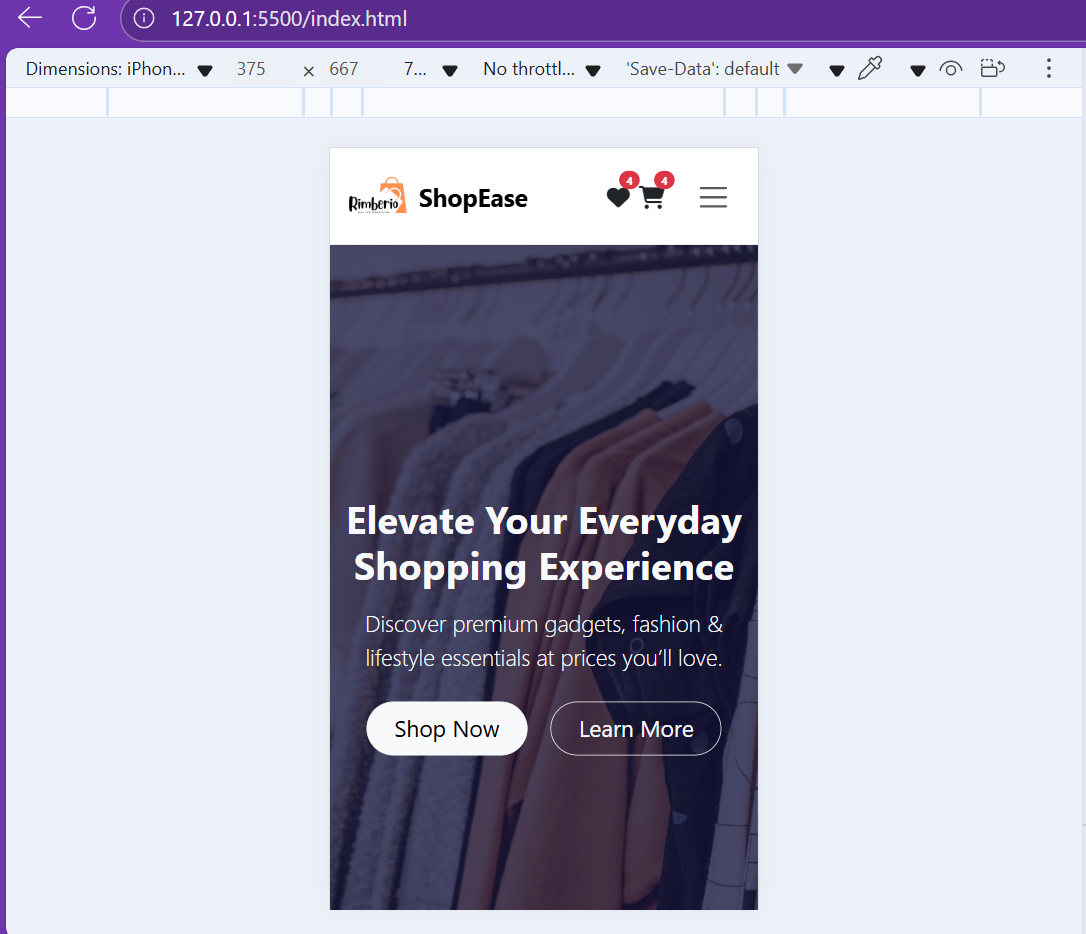 127.0.0.1:5500/index.html
Dimensions: iPhon... 375 × 667 7... No throttl... 'Save-Data': default
Rimberio ShopEase 4 4
Elevate Your Everyday
Shopping Experience
Discover premium gadgets, fashion &
lifestyle essentials at prices you’ll love.
Shop Now Learn More